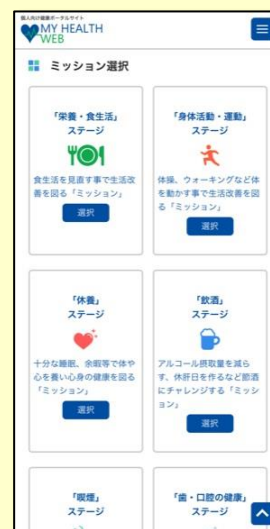 個人向け健康ポータルサイト
MY HEALTH
WEB
ミッション選択
「栄養・食生活」
ステージ
食生活を見直す事で生活改
善を図る「ミッション」
選択
「身体活動・運動」
ステージ
体操、ウォーキングなど体
を動かす事で生活改善を図
る「ミッション」
選択
「休養」
ステージ
十分な睡眠、余暇等で体や
心を養い心身の健康を図る
「ミッション」
選択
「飲酒」
ステージ
アルコール摂取量を減ら
す、休肝日を作るなど節酒
にチャレンジする「ミッシ
ョン」
選択
「喫煙」
ステージ
「歯・口腔の健康」
ステージ